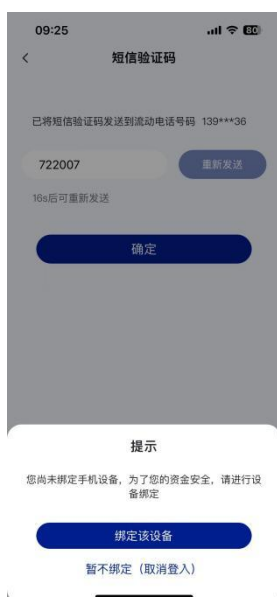 09:25
80
短信验证码
已将短信验证码发送到流动电话号码 139***36
722007
重新发送
16s后可重新发送
确定
提示
您尚未绑定手机设备，为了您的资金安全，请进行设
备绑定
绑定该设备
暂不绑定（取消登入）